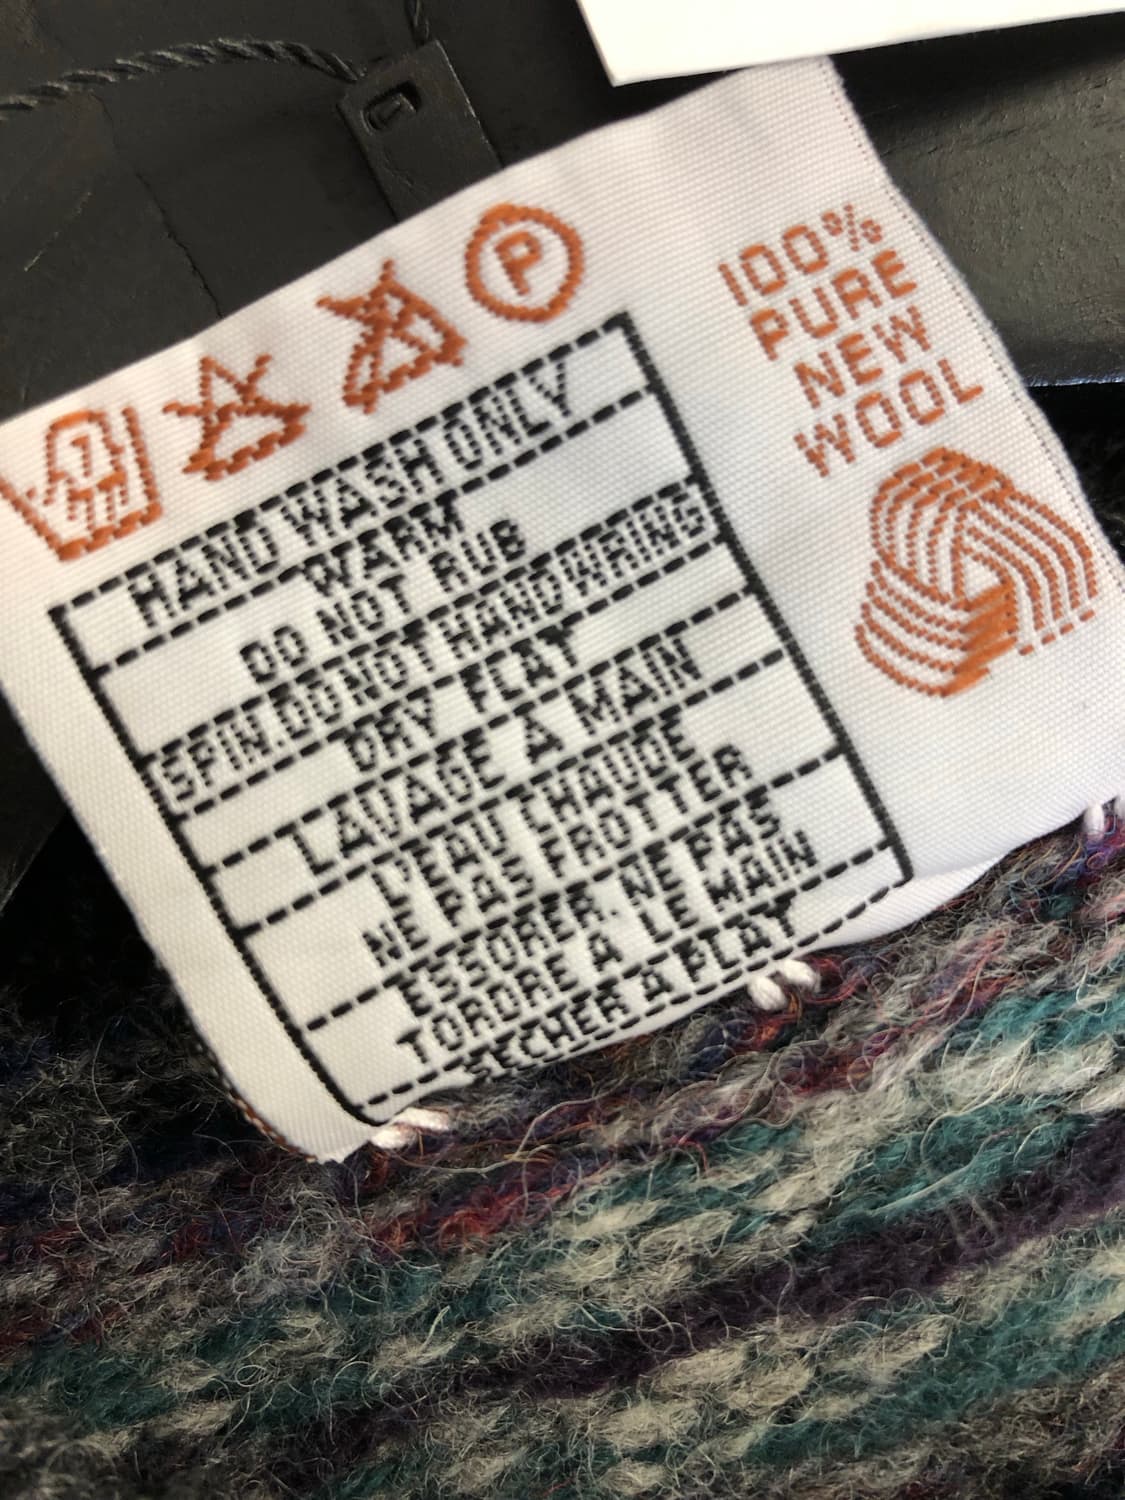 P
1
100%
PURE
NEW
WOOL
HAND WASH ONLY
WARM
DO NOT RUB
SPIN. DO NOT HAND WRING
DRY FLAT
LAVAGE A MAIN
L'EAU CHAUDE
NE PAS FROTTER
ESSORER. NE PAS
TORDRE A LE MAIN
SECHER A PLAT